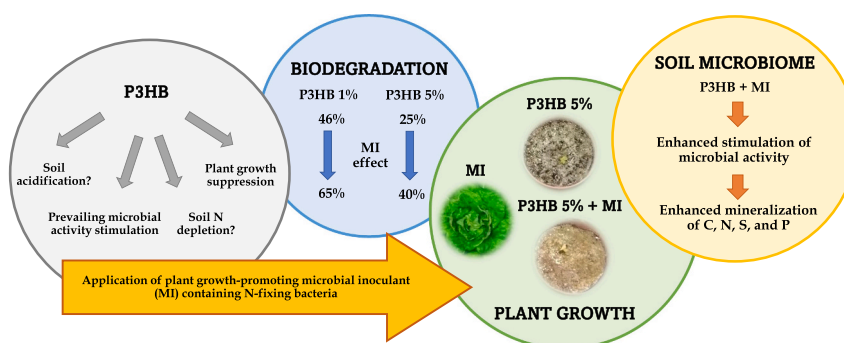 P3HB
Soil
acidification?
Plant growth
suppression
Prevailing microbial
activity stimulation
Soil N
depletion?
BIODEGRADATION
P3HB 1% P3HB 5%
46% 25%
MI
effect
65% 40%
P3HB 5%
MI
P3HB 5% + MI
PLANT GROWTH
SOIL MICROBIOME
P3HB + MI
Enhanced stimulation of
microbial activity
Enhanced mineralization
of C, N, S, and P
Application of plant growth-promoting microbial inoculant
(MI) containing N-fixing bacteria